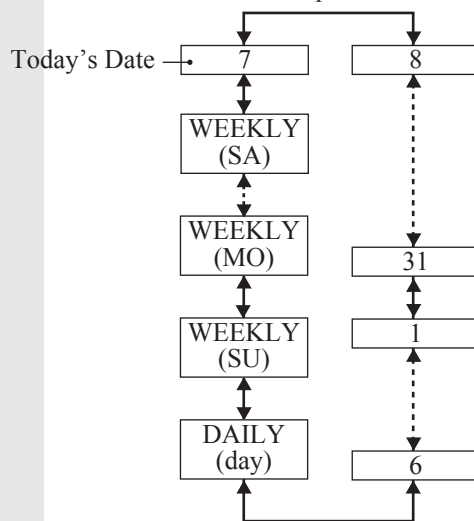 Today's Date
7
8
WEEKLY
(SA)
WEEKLY
(MO)
31
WEEKLY
(SU)
1
DAILY
(day)
6